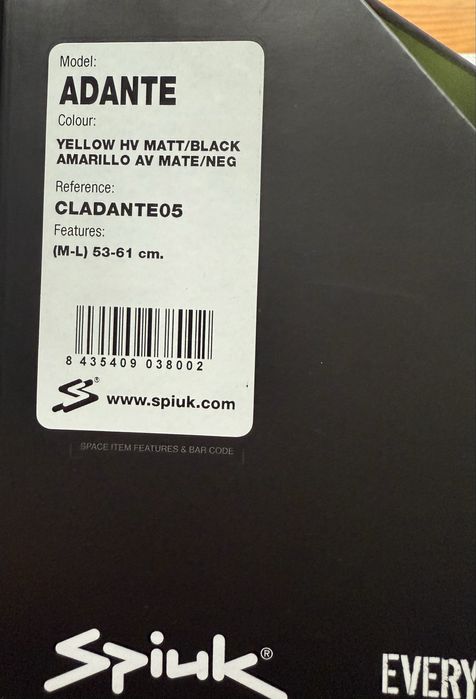 Model:
ADANTE
Colour:
YELLOW HV MATT/BLACK
AMARILLO AV MATE/NEG
Reference:
CLADANTE05
Features:
(M-L) 53-61 cm.
8 435409 038002
www.spiuk.com
SPACE ITEM FEATURES & BAR CODE
Spiuk®
EVERY